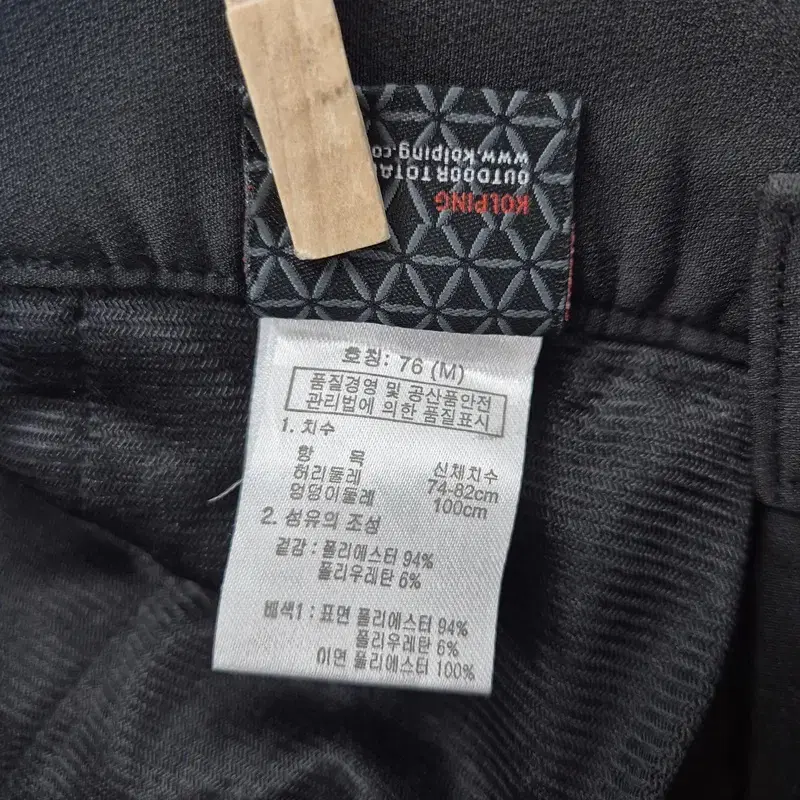 KOLPING
OUTDOOR TOTA
www.kolping.co
호칭: 76 (M)
품질경영 및 공산품안전
관리법에 의한 품질표시
1. 치수
항 목 신체치수
허리둘레 74-82cm
엉덩이둘레 100cm
2. 섬유의 조성
겉감 : 폴리에스터 94%
폴리우레탄 6%
배색1 : 표면 폴리에스터 94%
폴리우레탄 6%
이면 폴리에스터 100%